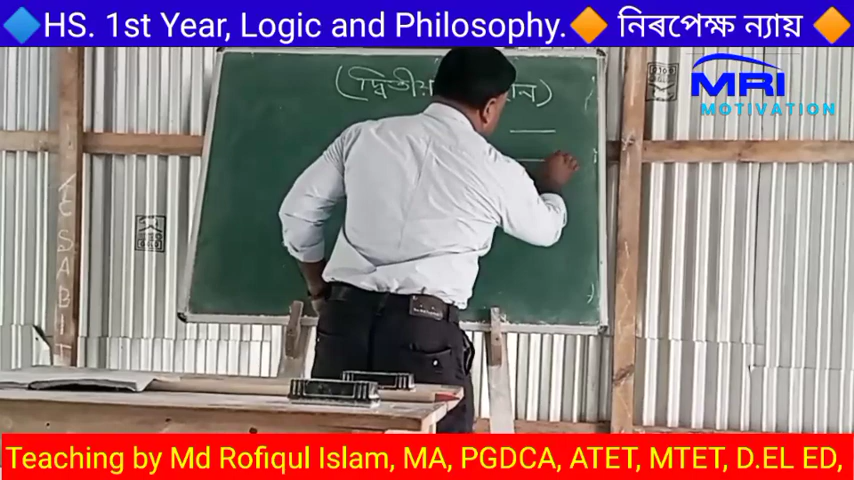 🔷HS. 1st Year, Logic and Philosophy.🔶 নিৰপেক্ষ ন্যায় 🔶
MRI
MOTIVATION
(দ্বিতীয়
SABIT
Teaching by Md Rofiqul Islam, MA, PGDCA, ATET, MTET, D.EL ED,